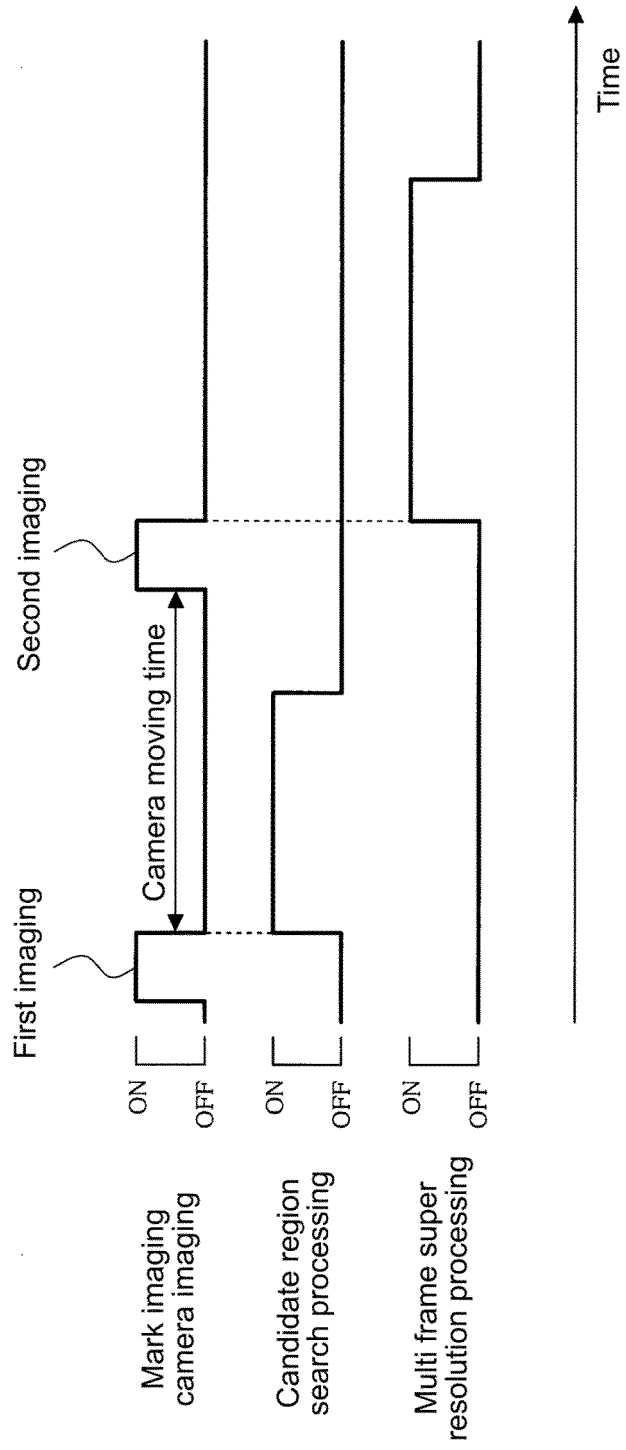 First imaging
Second imaging
Mark imaging
camera imaging
ON
OFF
Camera moving time
Candidate region
search processing
ON
OFF
Multi frame super
resolution processing
ON
OFF
Time